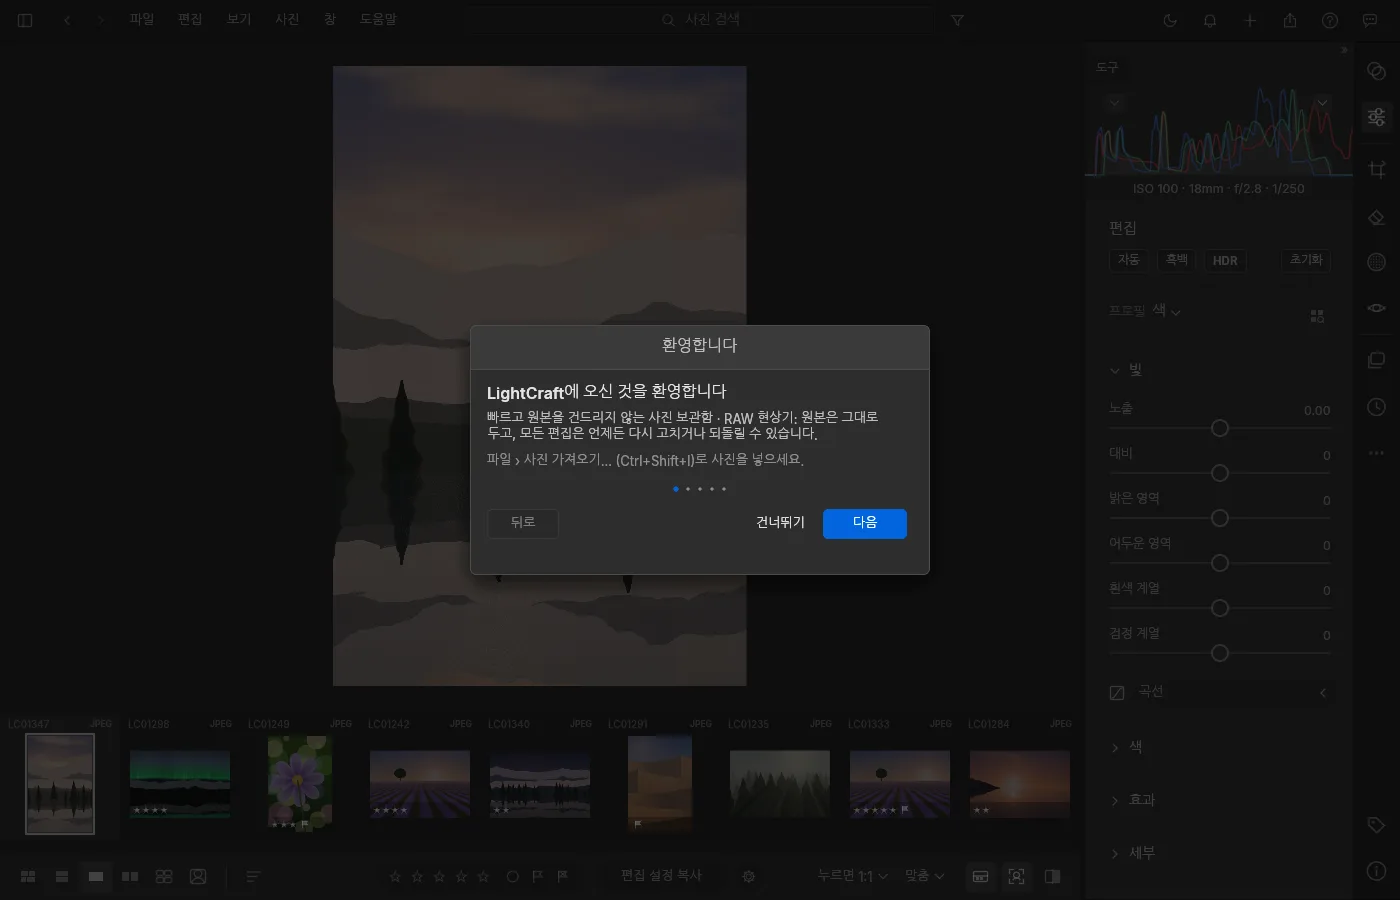 파일 편집 보기 사진 창 도움말 사진 검색
도구
ISO 100 · 18mm · f/2.8 · 1/250
편집
자동 흑백 HDR 초기화
프로필 색
빛
노출 0.00
대비 0
밝은 영역 0
어두운 영역 0
흰색 계열 0
검정 계열 0
곡선
색
효과
세부
환영합니다
LightCraft에 오신 것을 환영합니다
빠르고 원본을 건드리지 않는 사진 보관함 · RAW 현상기: 원본은 그대로
두고, 모든 편집은 언제든 다시 고치거나 되돌릴 수 있습니다.
파일 › 사진 가져오기... (Ctrl+Shift+I)로 사진을 넣으세요.
뒤로 건너뛰기 다음
LC01347 JPEG LC01298 JPEG LC01249 JPEG LC01242 JPEG LC01340 JPEG LC01291 JPEG LC01235 JPEG LC01333 JPEG LC01284 JPEG
편집 설정 복사 누르면 1:1 맞춤